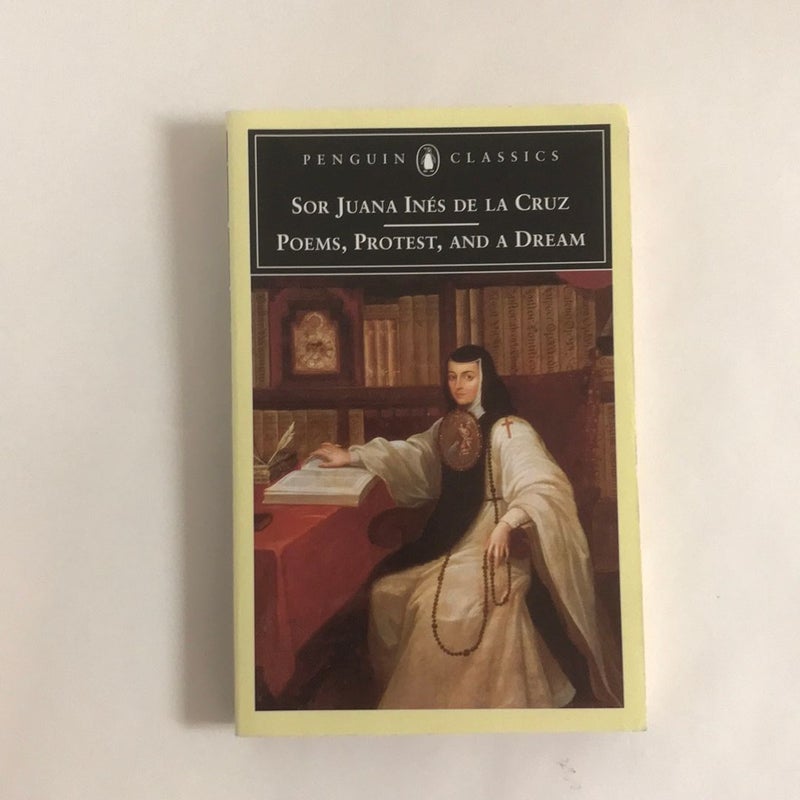 PENGUIN CLASSICS
SOR JUANA INÉS DE LA CRUZ
POEMS, PROTEST, AND A DREAM